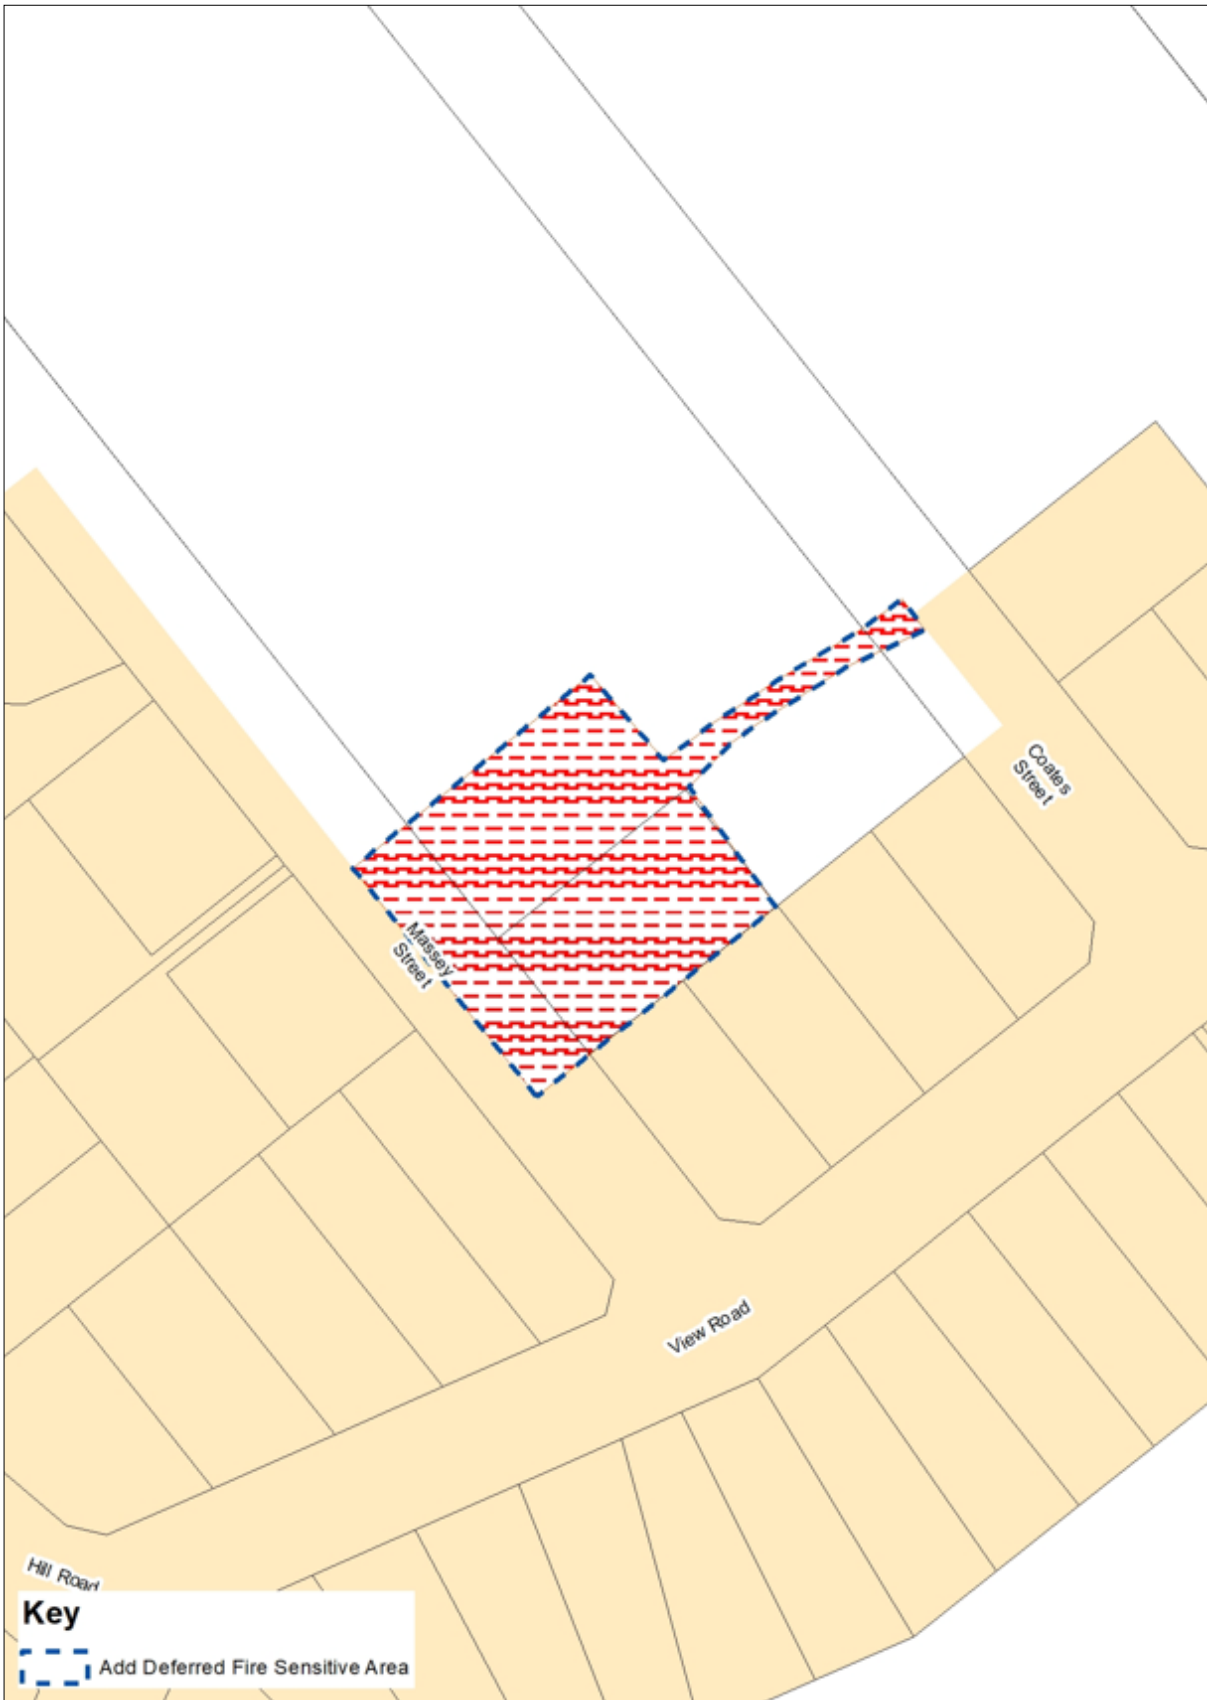 Coates
Street
Massey
Street
View Road
Hill Road
Key
Add Deferred Fire Sensitive Area